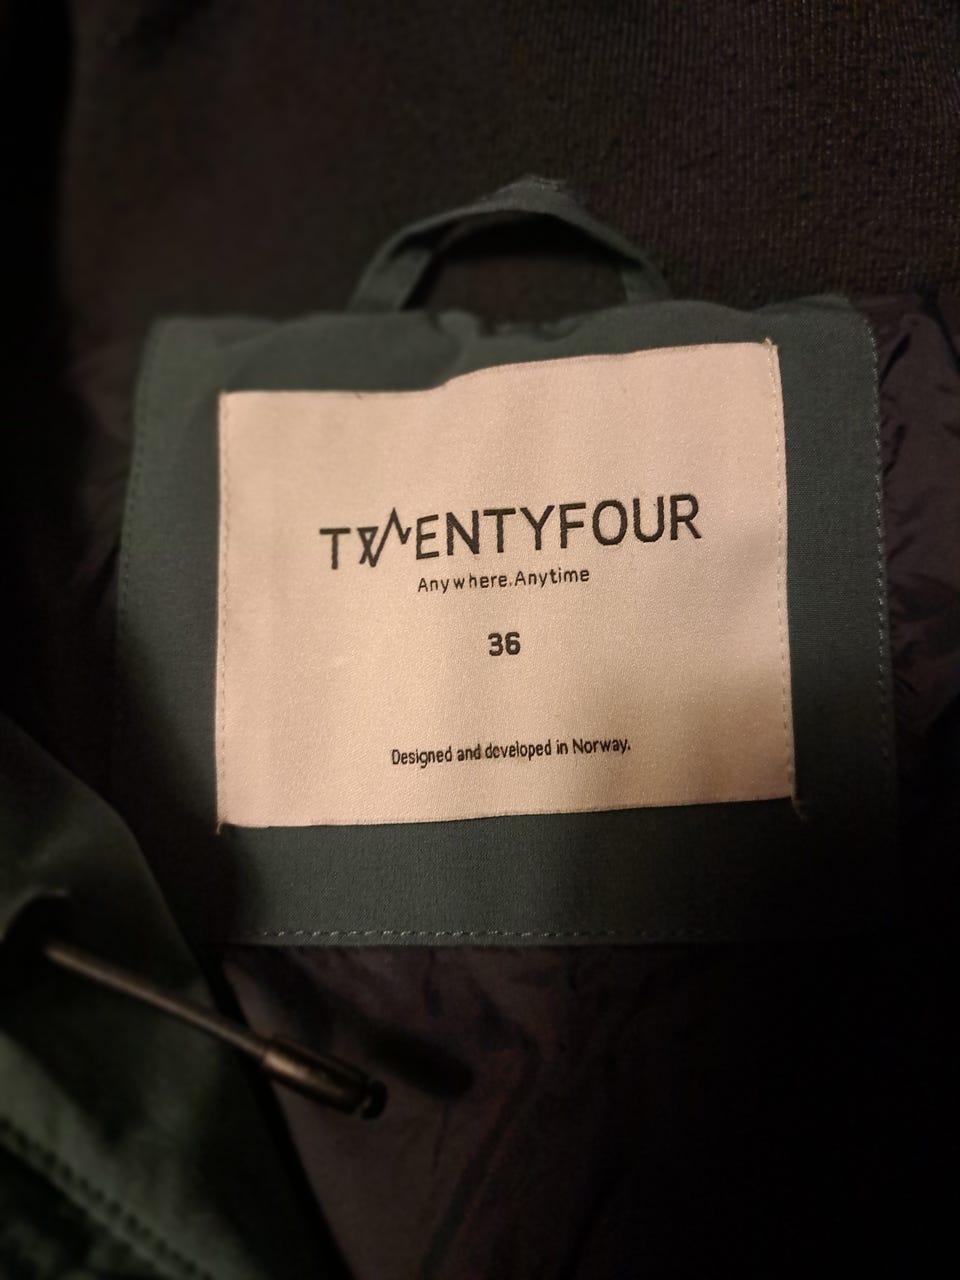 TWENTYFOUR
Anywhere.Anytime
36
Designed and developed in Norway.